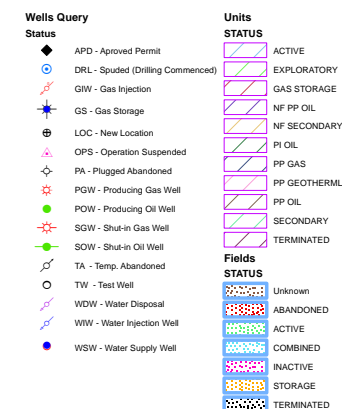 Wells Query
Status
APD - Aproved Permit
DRL - Spuded (Drilling Commenced)
GIW - Gas Injection
GS - Gas Storage
LOC - New Location
OPS - Operation Suspended
PA - Plugged Abandoned
PGW - Producing Gas Well
POW - Producing Oil Well
SGW - Shut-in Gas Well
SOW - Shut-in Oil Well
TA - Temp. Abandoned
TW - Test Well
WDW - Water Disposal
WIW - Water Injection Well
WSW - Water Supply Well
Units
STATUS
ACTIVE
EXPLORATORY
GAS STORAGE
NF PP OIL
NF SECONDARY
PI OIL
PP GAS
PP GEOTHERML
PP OIL
SECONDARY
TERMINATED
Fields
STATUS
Unknown
ABANDONED
ACTIVE
COMBINED
INACTIVE
STORAGE
TERMINATED